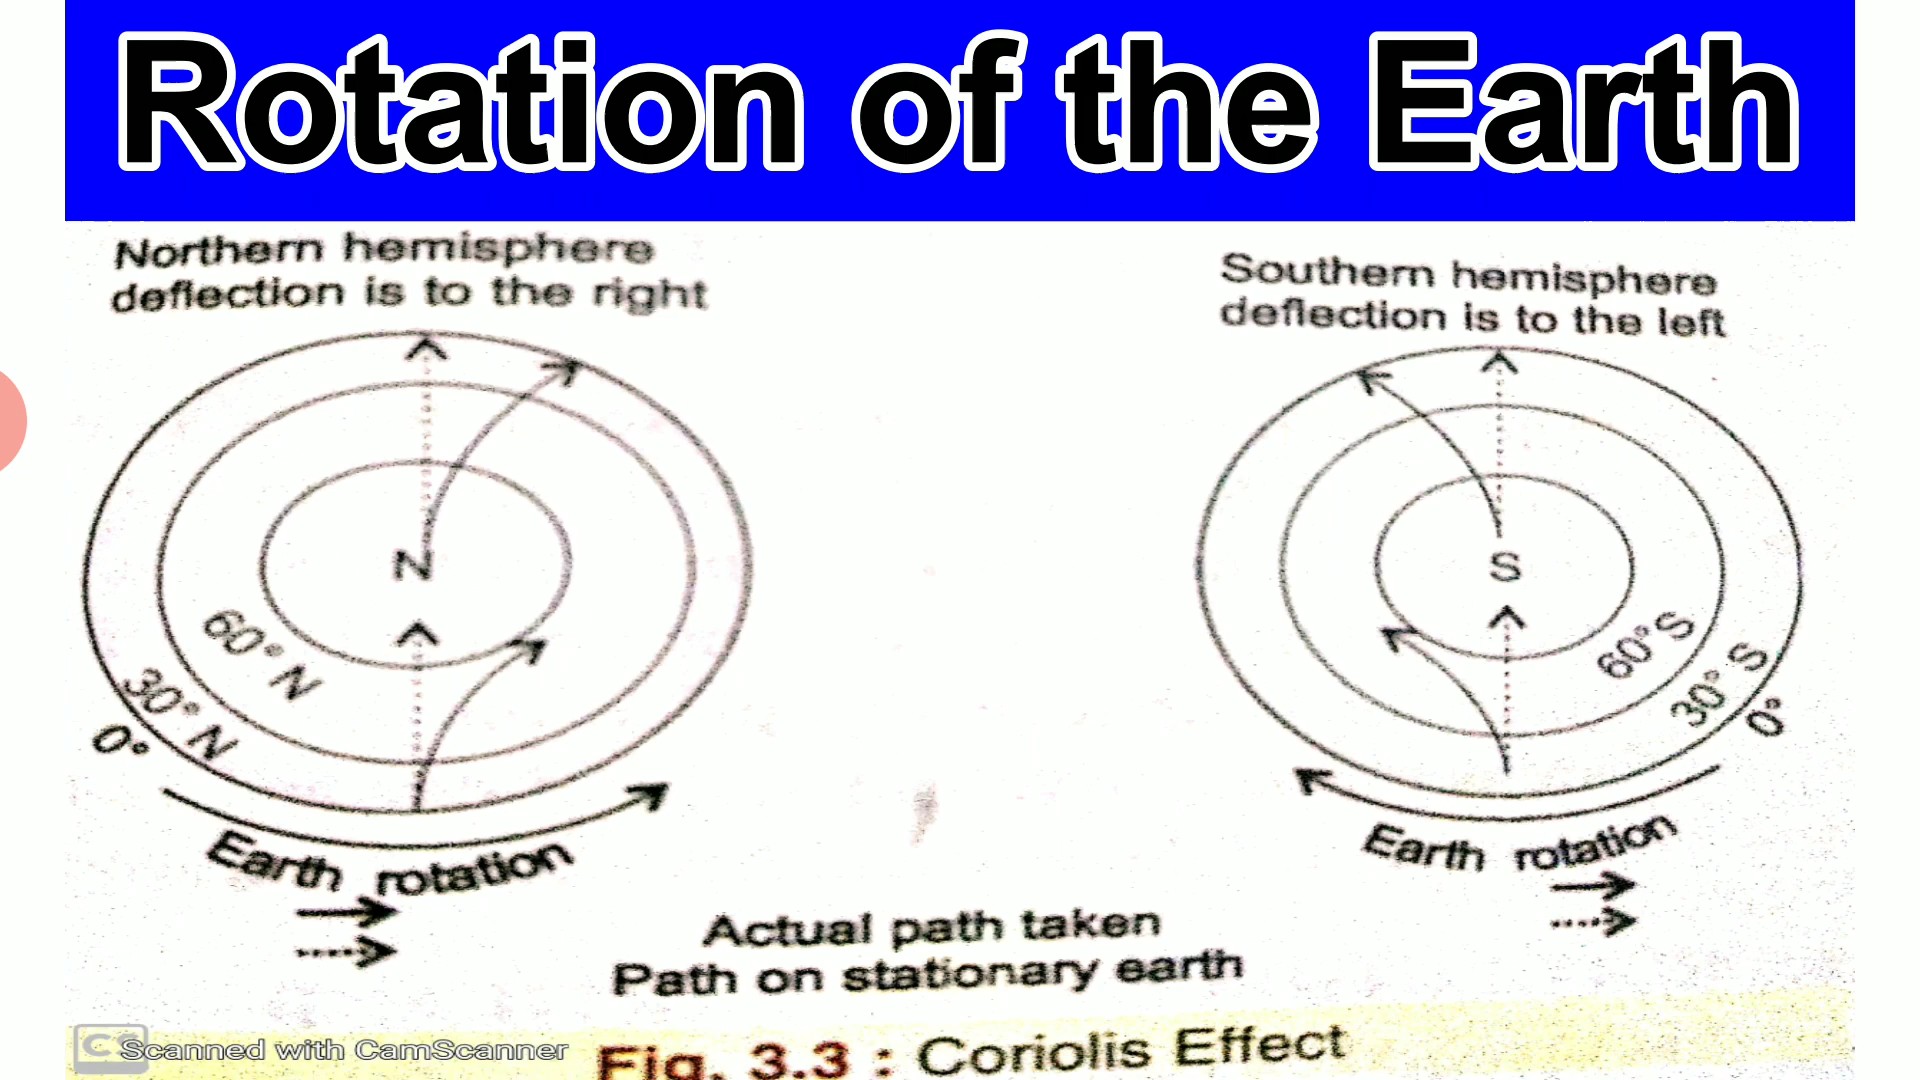 Rotation of the Earth
Northern hemisphere
deflection is to the right
Southern hemisphere
deflection is to the left
N
60° N
30° N
0°
Earth rotation
S
60° S
30° S
0°
Earth rotation
Actual path taken
Path on stationary earth
Fig. 3.3 : Coriolis Effect
CS Scanned with CamScanner